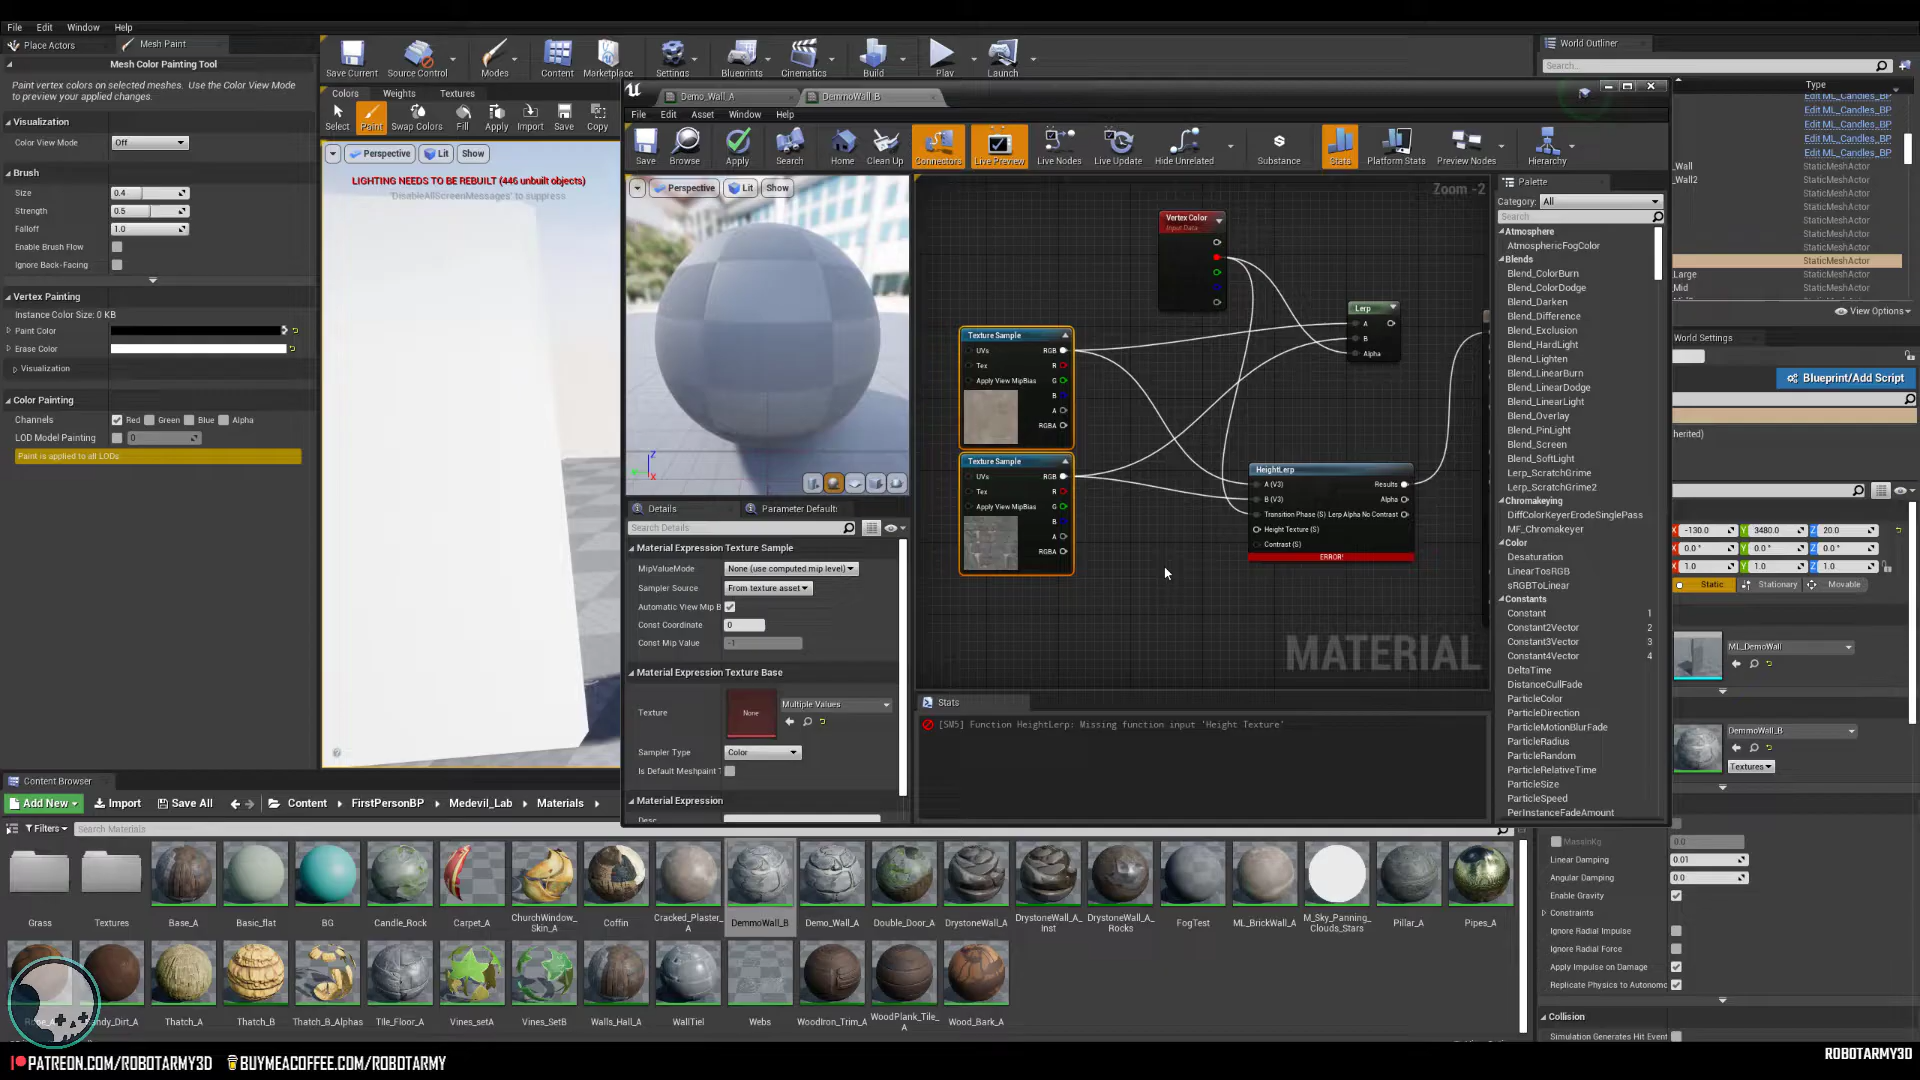 File Edit Window Help
Place Actors Mesh Paint
Mesh Color Painting Tool
Paint vertex colors on selected meshes. Use the Color View Mode
to preview your applied changes.
Visualization
Color View Mode Off
Brush
Size 0.4
Strength 0.5
Falloff 1.0
Enable Brush Flow
Ignore Back-Facing
Vertex Painting
Instance Color Size: 0 KB
Paint Color
Erase Color
Visualization
Color Painting
Channels Red Green Blue Alpha
LOD Model Painting 0
Paint is applied to all LODs
Save Current Source Control Modes Content Marketplace Settings Blueprints Cinematics Build Play Launch
Colors Weights Textures
Select Paint Swap Colors Fill Apply Import Save Copy
Perspective Lit Show
LIGHTING NEEDS TO BE REBUILT (446 unbuilt objects)
'DisableAllScreenMessages' to suppress
Demo_Wall_A DemmoWall_B
File Edit Asset Window Help
Save Browse Apply Search Home Clean Up Connectors Live Preview Live Nodes Live Update Hide Unrelated Substance Stats Platform Stats Preview Nodes Hierarchy
Perspective Lit Show
Z
X
Details Parameter Default
Search Details
Material Expression Texture Sample
MipValueMode None (use computed mip level)
Sampler Source From texture asset
Automatic View Mip B
Const Coordinate 0
Const Mip Value -1
Material Expression Texture Base
Texture None Multiple Values
Sampler Type Color
Is Default Meshpaint
Material Expression
Desc
Zoom -2
Vertex Color
Input Data
Lerp
A
B
Alpha
Texture Sample
UVs RGB
Tex R
Apply View MipBias G
B
A
RGBA
Texture Sample
UVs RGB
Tex R
Apply View MipBias G
B
A
RGBA
HeightLerp
A (V3) Results
B (V3) Alpha
Transition Phase (S) Lerp Alpha No Contrast
Height Texture (S)
Contrast (S)
ERROR!
MATERIAL
Stats
[SM5] Function HeightLerp: Missing function input 'Height Texture'
Palette
Category: All
Search
Atmosphere
AtmosphericFogColor
Blends
Blend_ColorBurn
Blend_ColorDodge
Blend_Darken
Blend_Difference
Blend_Exclusion
Blend_HardLight
Blend_Lighten
Blend_LinearBurn
Blend_LinearDodge
Blend_LinearLight
Blend_Overlay
Blend_PinLight
Blend_Screen
Blend_SoftLight
Lerp_ScratchGrime
Lerp_ScratchGrime2
Chromakeying
DiffColorKeyerErodeSinglePass
MF_Chromakeyer
Color
Desaturation
LinearTosRGB
sRGBToLinear
Constants
Constant 1
Constant2Vector 2
Constant3Vector 3
Constant4Vector 4
DeltaTime
DistanceCullFade
ParticleColor
ParticleDirection
ParticleMotionBlurFade
ParticleRadius
ParticleRandom
ParticleRelativeTime
ParticleSize
ParticleSpeed
PerInstanceFadeAmount
World Outliner
Search...
Type
Edit ML_Candles_BP
Edit ML_Candles_BP
Edit ML_Candles_BP
Edit ML_Candles_BP
Edit ML_Candles_BP
_Wall StaticMeshActor
_Wall2 StaticMeshActor
StaticMeshActor
StaticMeshActor
StaticMeshActor
StaticMeshActor
StaticMeshActor
StaticMeshActor
_Large StaticMeshActor
_Mid StaticMeshActor
View Options
World Settings
Blueprint/Add Script
herited)
X -130.0 Y 3480.0 Z 20.0
X 0.0° Y 0.0° Z 0.0°
X 1.0 Y 1.0 Z 1.0
Static Stationary Movable
ML_DemoWall
DemmoWall_B
Textures
MassInKg 0.0
Linear Damping 0.01
Angular Damping 0.0
Enable Gravity
Constraints
Ignore Radial Impulse
Ignore Radial Force
Apply Impulse on Damage
Replicate Physics to Autonomo
Collision
Simulation Generates Hit Event
Content Browser
Add New Import Save All Content FirstPersonBP Medevil_Lab Materials
Filters Search Materials
Grass Textures Base_A Basic_flat BG Candle_Rock Carpet_A ChurchWindow_Skin_A Coffin Cracked_Plaster_A DemmoWall_B Demo_Wall_A Double_Door_A DrystoneWall_A DrystoneWall_A_Inst DrystoneWall_A_Rocks FogTest ML_BrickWall_A M_Sky_Panning_Clouds_Stars Pillar_A Pipes_A
Thatch_A Thatch_B Thatch_B_Alphas Tile_Floor_A Vines_setA Vines_SetB Walls_Hall_A WallTiel Webs WoodIron_Trim_A WoodPlank_Tile_A Wood_Bark_A
PATREON.COM/ROBOTARMY3D BUYMEACOFFEE.COM/ROBOTARMY
ROBOTARMY3D